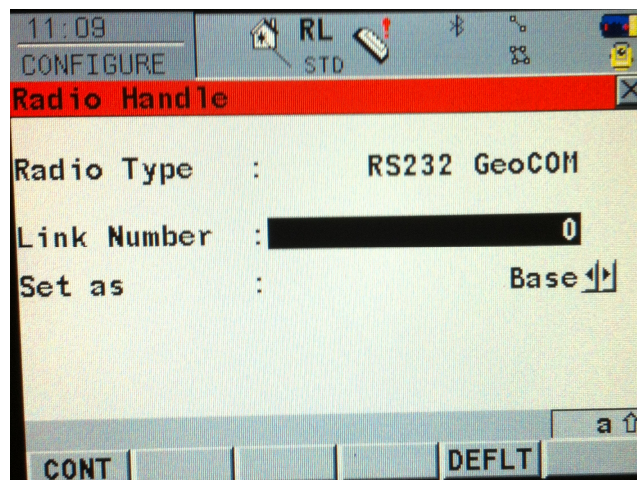 11:09
CONFIGURE
RL
STD
Radio Handle
Radio Type : RS232 GeoCOM
Link Number : 0
Set as : Base
a
CONT DEFLT